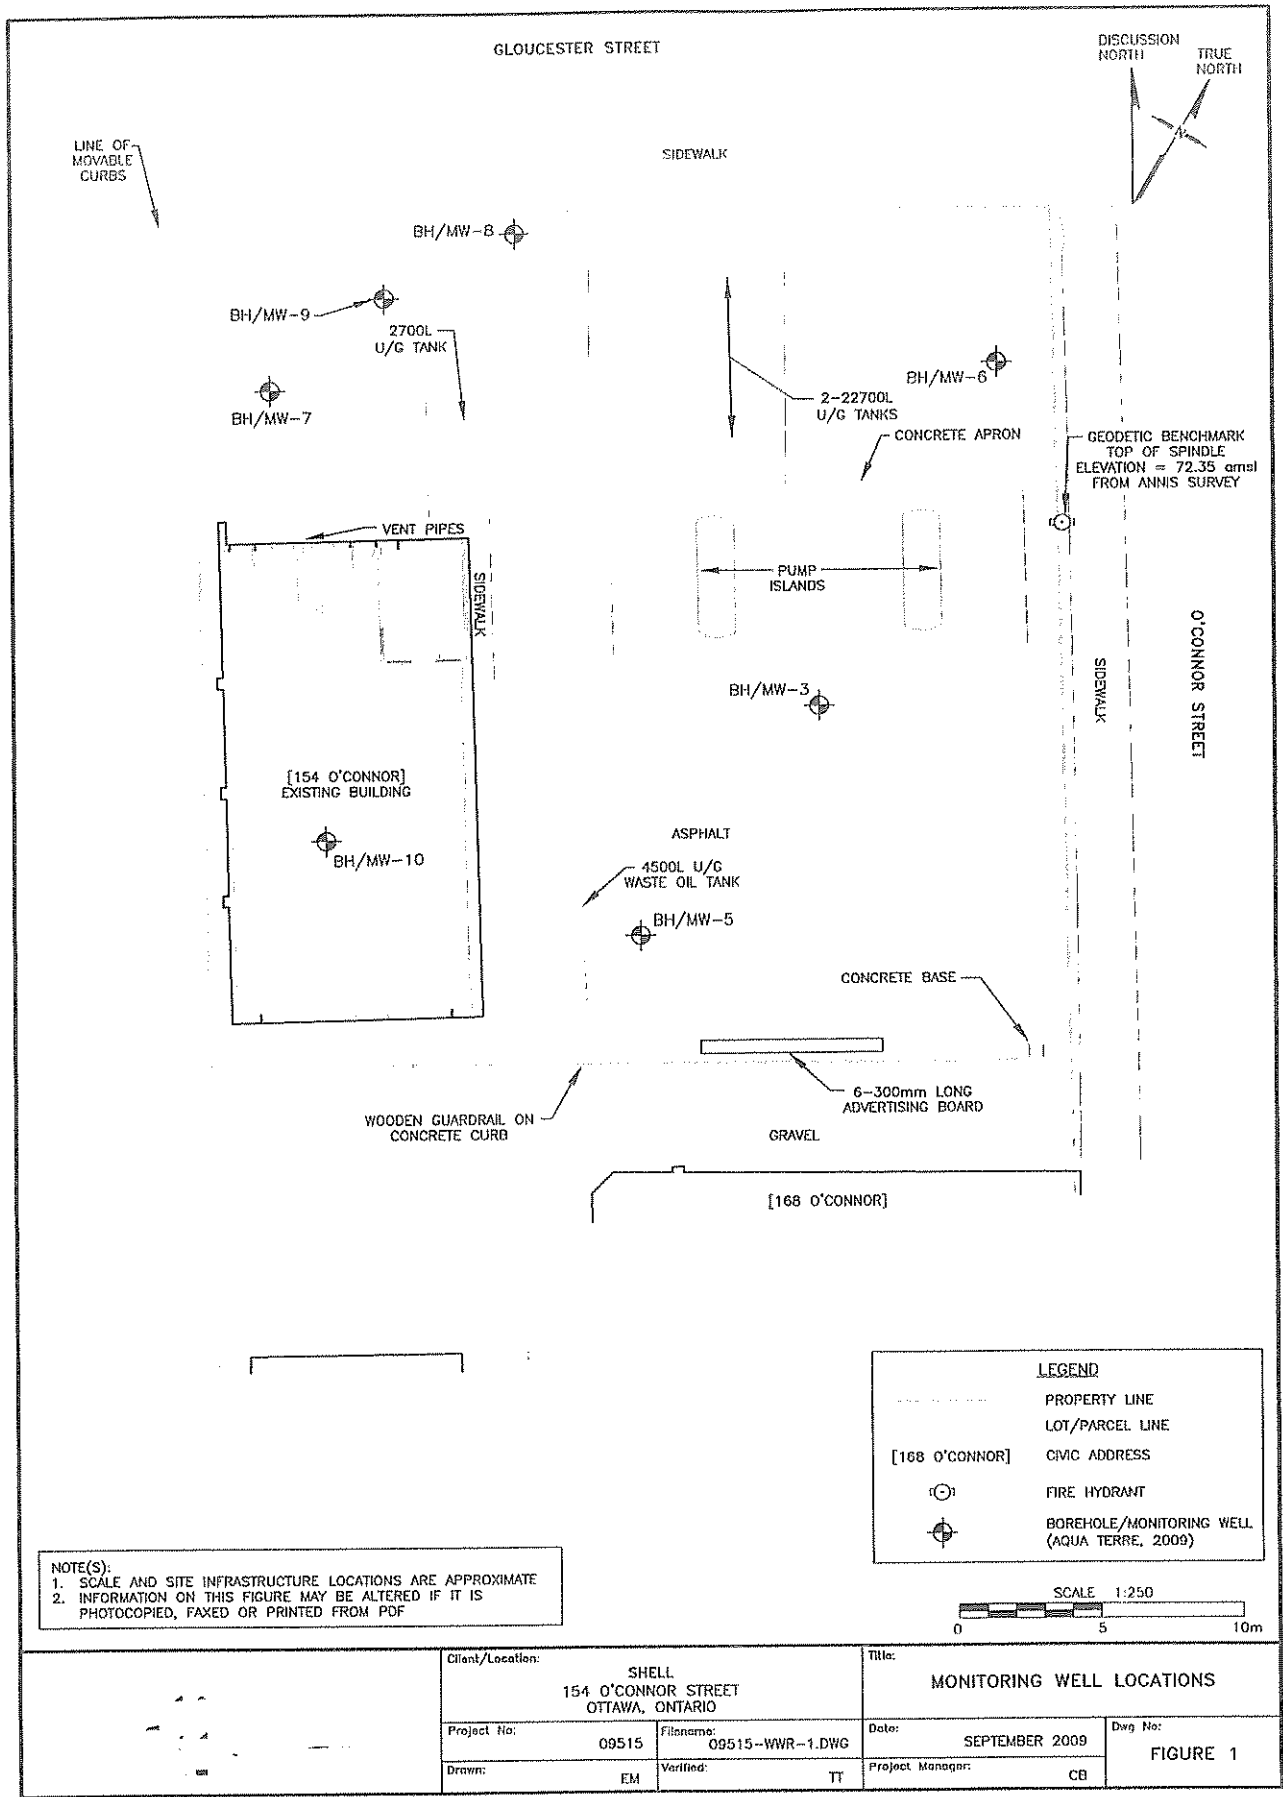 GLOUCESTER STREET
DISCUSSION
NORTH
TRUE
NORTH
N
LINE OF
MOVABLE
CURBS
SIDEWALK
BH/MW-8
BH/MW-9
2700L
U/G TANK
BH/MW-7
BH/MW-6
2-22700L
U/G TANKS
CONCRETE APRON
GEODETIC BENCHMARK
TOP OF SPINDLE
ELEVATION = 72.35 amsl
FROM ANNIS SURVEY
VENT PIPES
SIDEWALK
PUMP
ISLANDS
O'CONNOR STREET
SIDEWALK
BH/MW-3
[154 O'CONNOR]
EXISTING BUILDING
BH/MW-10
ASPHALT
4500L U/G
WASTE OIL TANK
BH/MW-5
CONCRETE BASE
6-300mm LONG
ADVERTISING BOARD
WOODEN GUARDRAIL ON
CONCRETE CURB
GRAVEL
[168 O'CONNOR]
LEGEND
PROPERTY LINE
LOT/PARCEL LINE
[168 O'CONNOR] CIVIC ADDRESS
FIRE HYDRANT
BOREHOLE/MONITORING WELL
(AQUA TERRE, 2009)
NOTE(S):
1. SCALE AND SITE INFRASTRUCTURE LOCATIONS ARE APPROXIMATE
2. INFORMATION ON THIS FIGURE MAY BE ALTERED IF IT IS
PHOTOCOPIED, FAXED OR PRINTED FROM PDF
SCALE 1:250
0 5 10m
Client/Location:
SHELL
154 O'CONNOR STREET
OTTAWA, ONTARIO
Title:
MONITORING WELL LOCATIONS
Project No: 09515
Filename: 09515-WWR-1.DWG
Date: SEPTEMBER 2009
Dwg No:
FIGURE 1
Drawn: EM
Verified: TT
Project Manager: CB